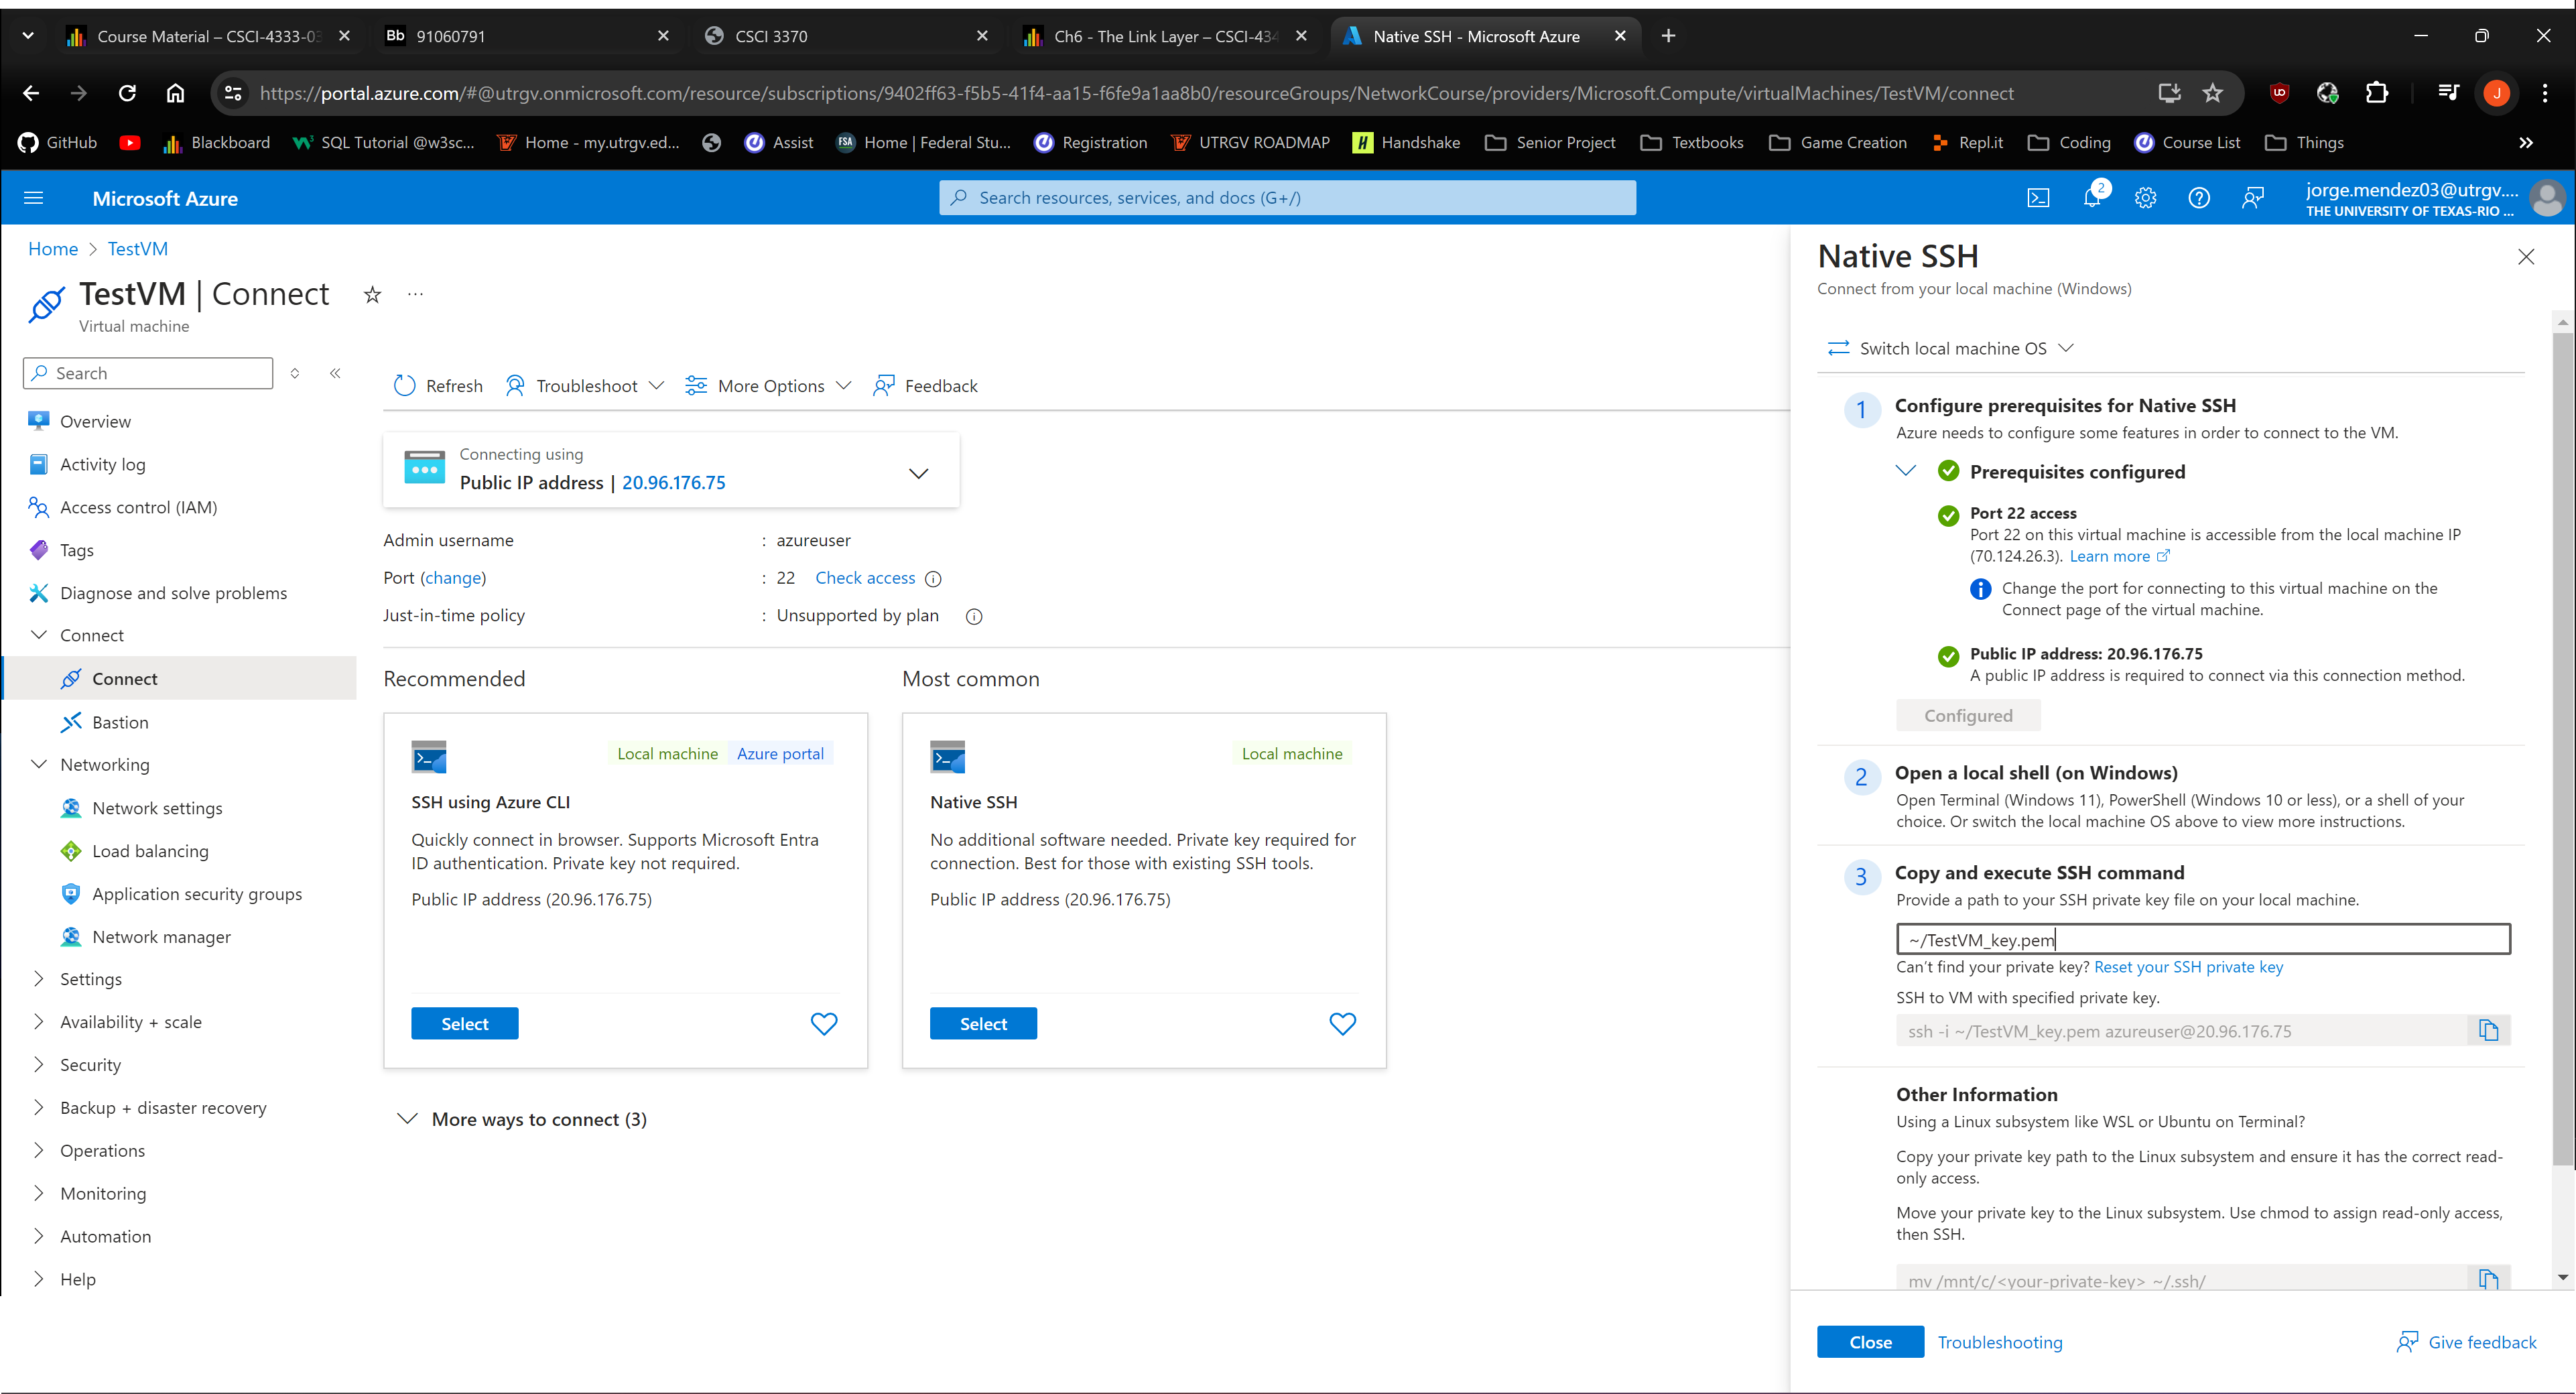 Course Material – CSCI-4333-03
Bb 91060791
CSCI 3370
Ch6 - The Link Layer – CSCI-434
Native SSH - Microsoft Azure
https://portal.azure.com/#@utrgv.onmicrosoft.com/resource/subscriptions/9402ff63-f5b5-41f4-aa15-f6fe9a1aa8b0/resourceGroups/NetworkCourse/providers/Microsoft.Compute/virtualMachines/TestVM/connect
J
GitHub
Blackboard
SQL Tutorial @w3sc...
Home - my.utrgv.ed...
Assist
FSA Home | Federal Stu...
Registration
UTRGV ROADMAP
H Handshake
Senior Project
Textbooks
Game Creation
Repl.it
Coding
Course List
Things
Microsoft Azure
Search resources, services, and docs (G+/)
2
jorge.mendez03@utrgv....
THE UNIVERSITY OF TEXAS-RIO ...
Home > TestVM
TestVM | Connect
Virtual machine
Search
Overview
Activity log
Access control (IAM)
Tags
Diagnose and solve problems
Connect
Connect
Bastion
Networking
Network settings
Load balancing
Application security groups
Network manager
Settings
Availability + scale
Security
Backup + disaster recovery
Operations
Monitoring
Automation
Help
Refresh
Troubleshoot
More Options
Feedback
Connecting using
Public IP address | 20.96.176.75
Admin username : azureuser
Port (change) : 22 Check access
Just-in-time policy : Unsupported by plan
Recommended
Local machine Azure portal
SSH using Azure CLI
Quickly connect in browser. Supports Microsoft Entra
ID authentication. Private key not required.
Public IP address (20.96.176.75)
Select
Most common
Local machine
Native SSH
No additional software needed. Private key required for
connection. Best for those with existing SSH tools.
Public IP address (20.96.176.75)
Select
More ways to connect (3)
Native SSH
Connect from your local machine (Windows)
Switch local machine OS
1 Configure prerequisites for Native SSH
Azure needs to configure some features in order to connect to the VM.
Prerequisites configured
Port 22 access
Port 22 on this virtual machine is accessible from the local machine IP
(70.124.26.3). Learn more
Change the port for connecting to this virtual machine on the
Connect page of the virtual machine.
Public IP address: 20.96.176.75
A public IP address is required to connect via this connection method.
Configured
2 Open a local shell (on Windows)
Open Terminal (Windows 11), PowerShell (Windows 10 or less), or a shell of your
choice. Or switch the local machine OS above to view more instructions.
3 Copy and execute SSH command
Provide a path to your SSH private key file on your local machine.
~/TestVM_key.pem
Can't find your private key? Reset your SSH private key
SSH to VM with specified private key.
ssh -i ~/TestVM_key.pem azureuser@20.96.176.75
Other Information
Using a Linux subsystem like WSL or Ubuntu on Terminal?
Copy your private key path to the Linux subsystem and ensure it has the correct read-
only access.
Move your private key to the Linux subsystem. Use chmod to assign read-only access,
then SSH.
mv /mnt/c/<your-private-key> ~/.ssh/
Close
Troubleshooting
Give feedback